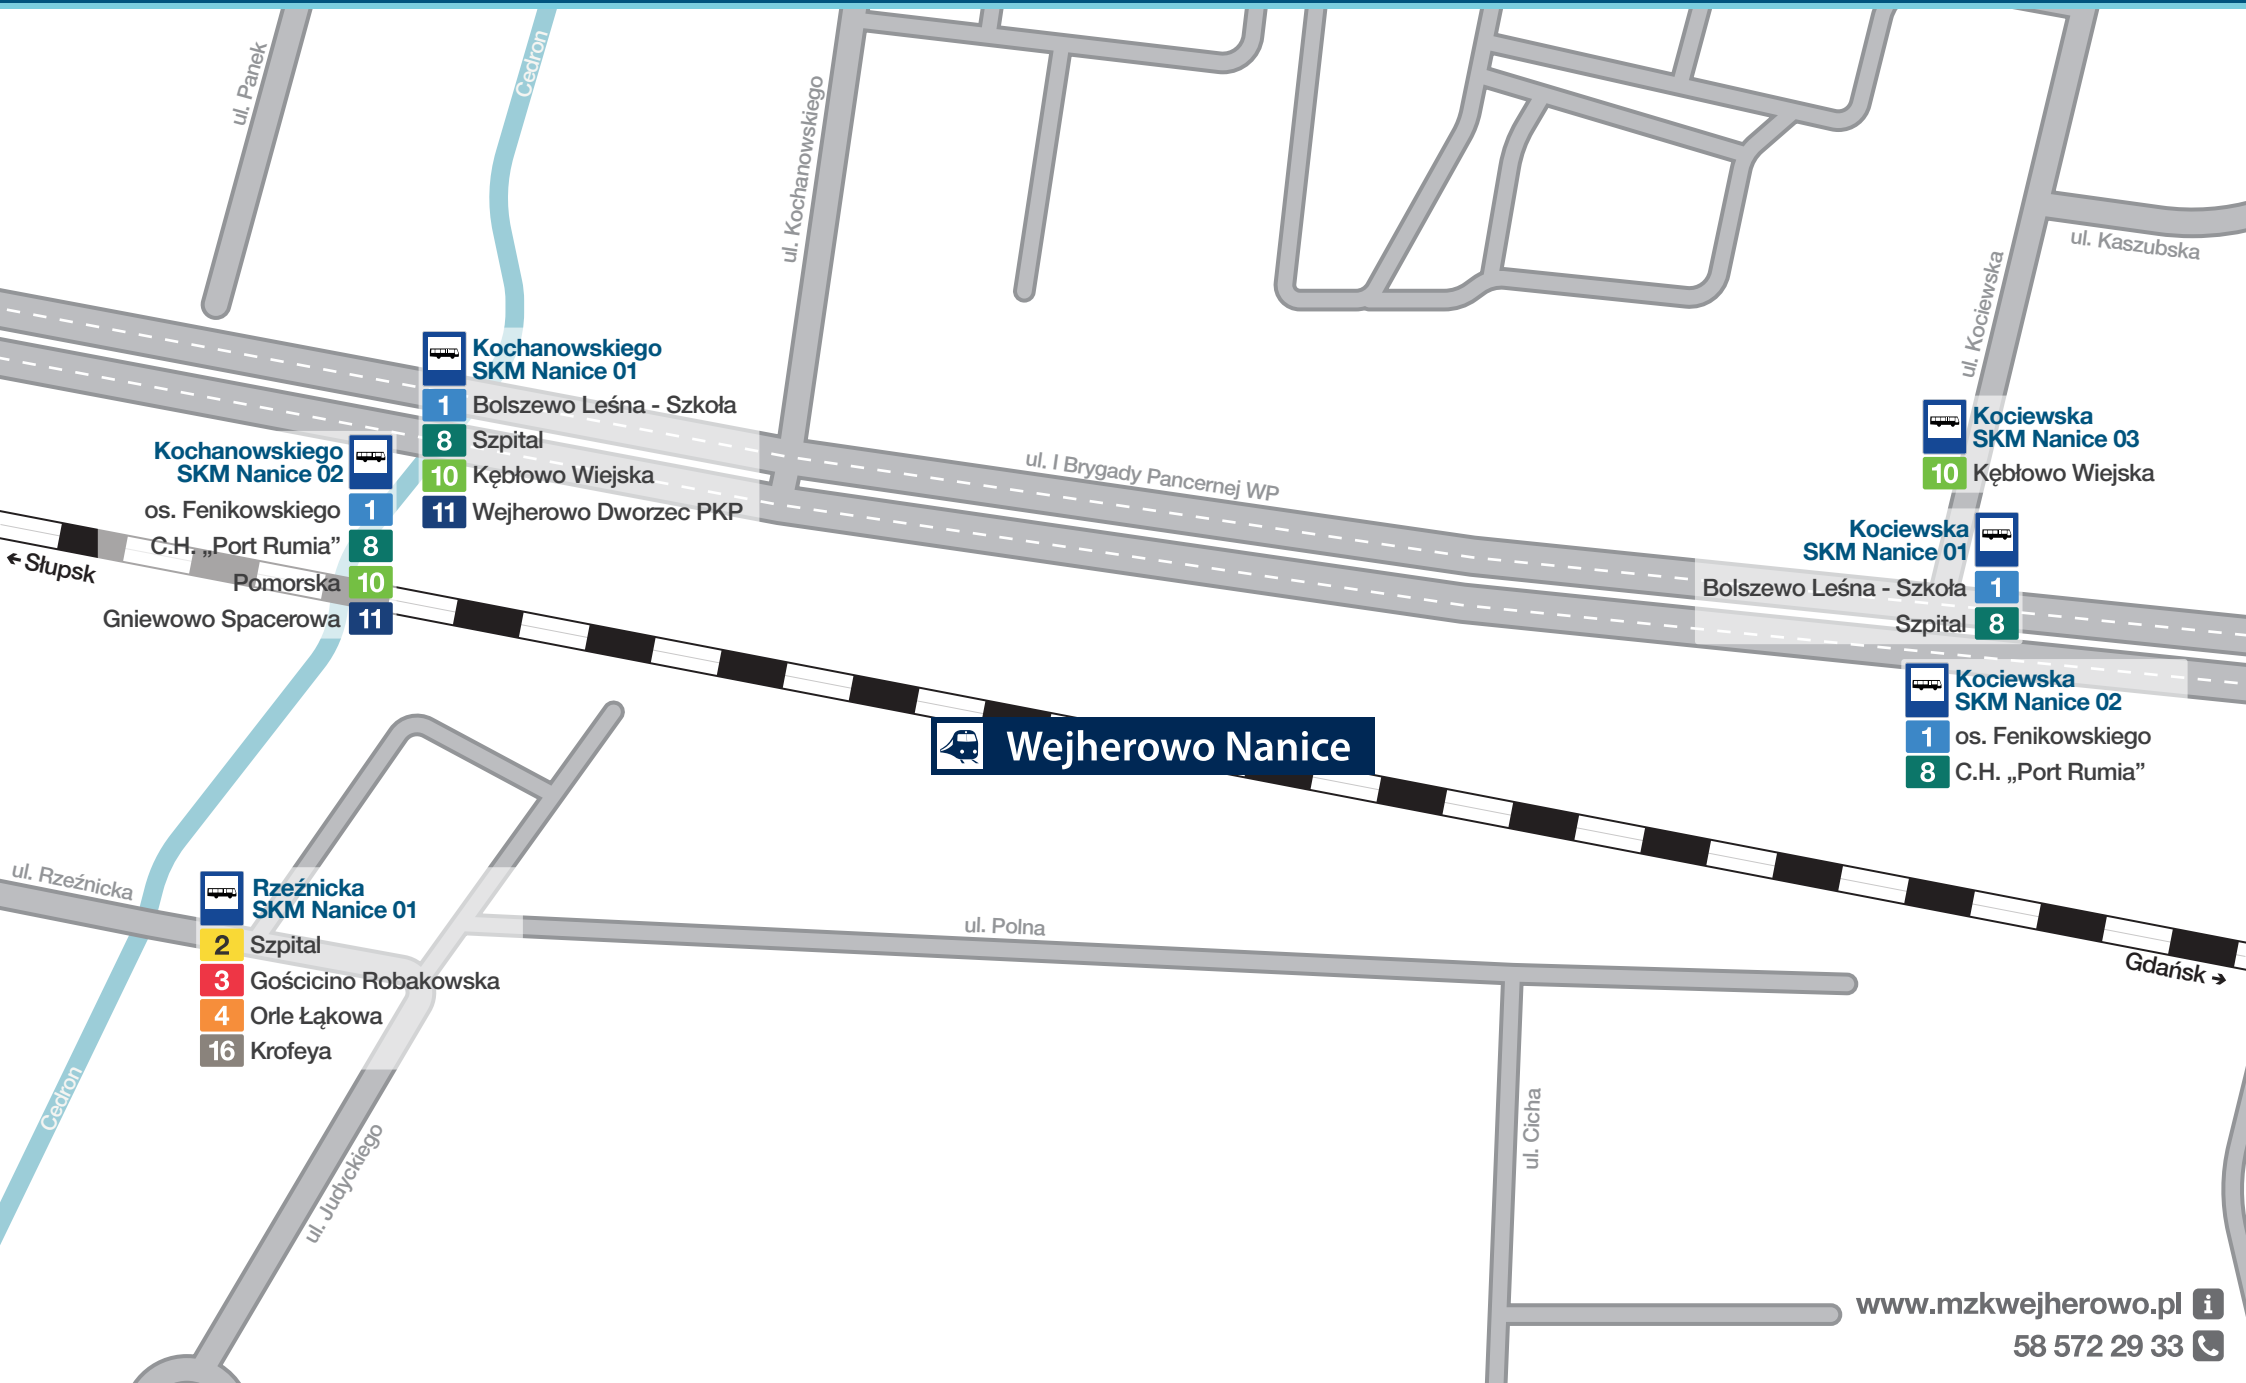 ul. Panek
Cedron
ul. Kochanowskiego
ul. Kaszubska
ul. Kociewska
Kochanowskiego
SKM Nanice 01
1 Bolszewo Leśna - Szkoła
8 Szpital
10 Kębłowo Wiejska
11 Wejherowo Dworzec PKP
Kochanowskiego
SKM Nanice 02
os. Fenikowskiego 1
C.H. „Port Rumia” 8
Pomorska 10
Gniewowo Spacerowa 11
ul. I Brygady Pancernej WP
Kociewska
SKM Nanice 03
10 Kębłowo Wiejska
Kociewska
SKM Nanice 01
Bolszewo Leśna - Szkoła 1
Szpital 8
Kociewska
SKM Nanice 02
1 os. Fenikowskiego
8 C.H. „Port Rumia”
← Słupsk
Wejherowo Nanice
Gdańsk →
ul. Rzeźnicka
Rzeźnicka
SKM Nanice 01
2 Szpital
3 Gościcino Robakowska
4 Orle Łąkowa
16 Krofeya
ul. Polna
Cedron
ul. Judyckiego
ul. Cicha
www.mzkwejherowo.pl i
58 572 29 33